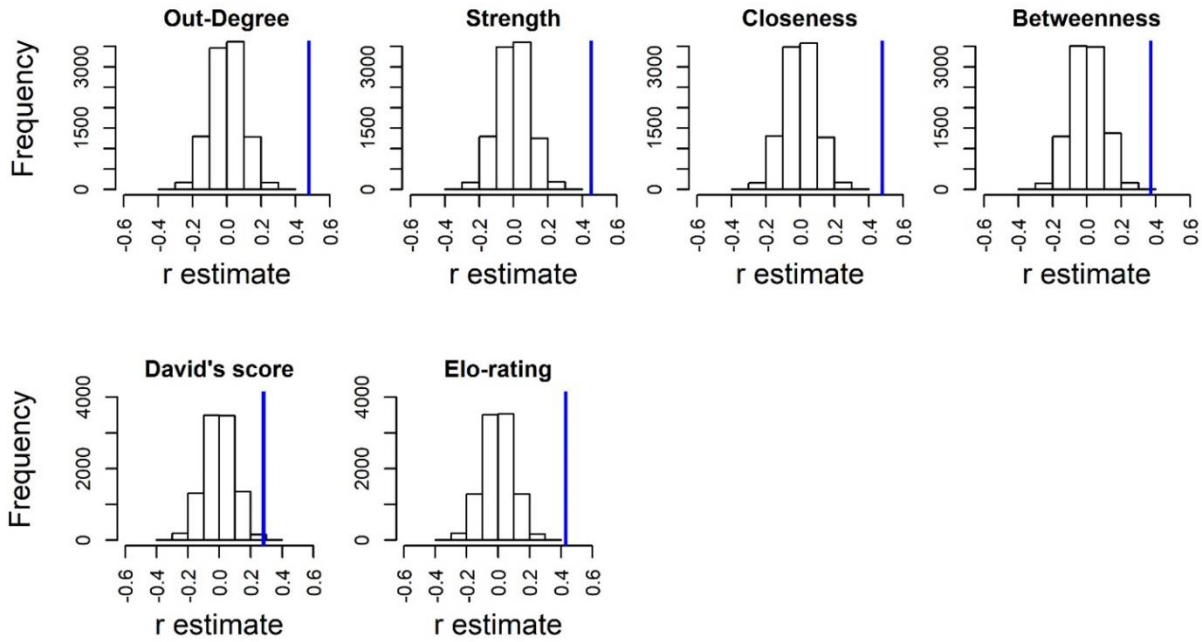 Out-Degree Strength Closeness Betweenness
Frequency
0 1500 3000
0 1500 3000
0 1500 3000
0 1500 3000
-0.6 -0.4 -0.2 0.0 0.2 0.4 0.6
-0.6 -0.4 -0.2 0.0 0.2 0.4 0.6
-0.6 -0.4 -0.2 0.0 0.2 0.4 0.6
-0.6 -0.4 -0.2 0.0 0.2 0.4 0.6
r estimate r estimate r estimate r estimate
David's score Elo-rating
Frequency
0 2000 4000
0 2000 4000
-0.6 -0.4 -0.2 0.0 0.2 0.4 0.6
-0.6 -0.4 -0.2 0.0 0.2 0.4 0.6
r estimate r estimate